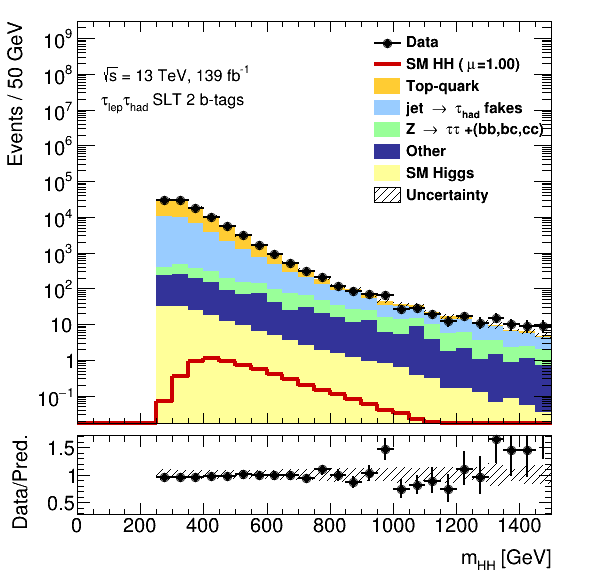 Events / 50 GeV
10⁹
10⁸
10⁷
10⁶
10⁵
10⁴
10³
10²
10
1
10⁻¹
√s = 13 TeV, 139 fb⁻¹
τlepτhad SLT 2 b-tags
Data
SM HH ( μ=1.00)
Top-quark
jet → τhad fakes
Z → ττ +(bb,bc,cc)
Other
SM Higgs
Uncertainty
Data/Pred.
1.5
1
0.5
0 200 400 600 800 1000 1200 1400
mHH [GeV]